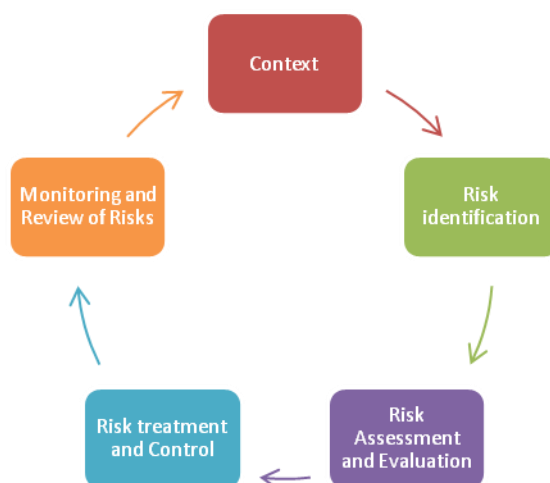 Context
Risk
identification
Risk
Assessment
and Evaluation
Risk treatment
and Control
Monitoring and
Review of Risks